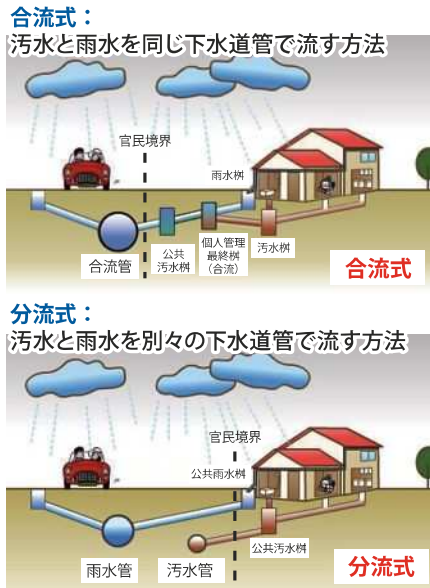 合流式：
汚水と雨水を同じ下水道管で流す方法
官民境界
雨水桝
合流管
公共
汚水桝
個人管理
最終桝
（合流）
汚水桝
合流式
分流式：
汚水と雨水を別々の下水道管で流す方法
官民境界
公共雨水桝
雨水管
汚水管
公共汚水桝
分流式